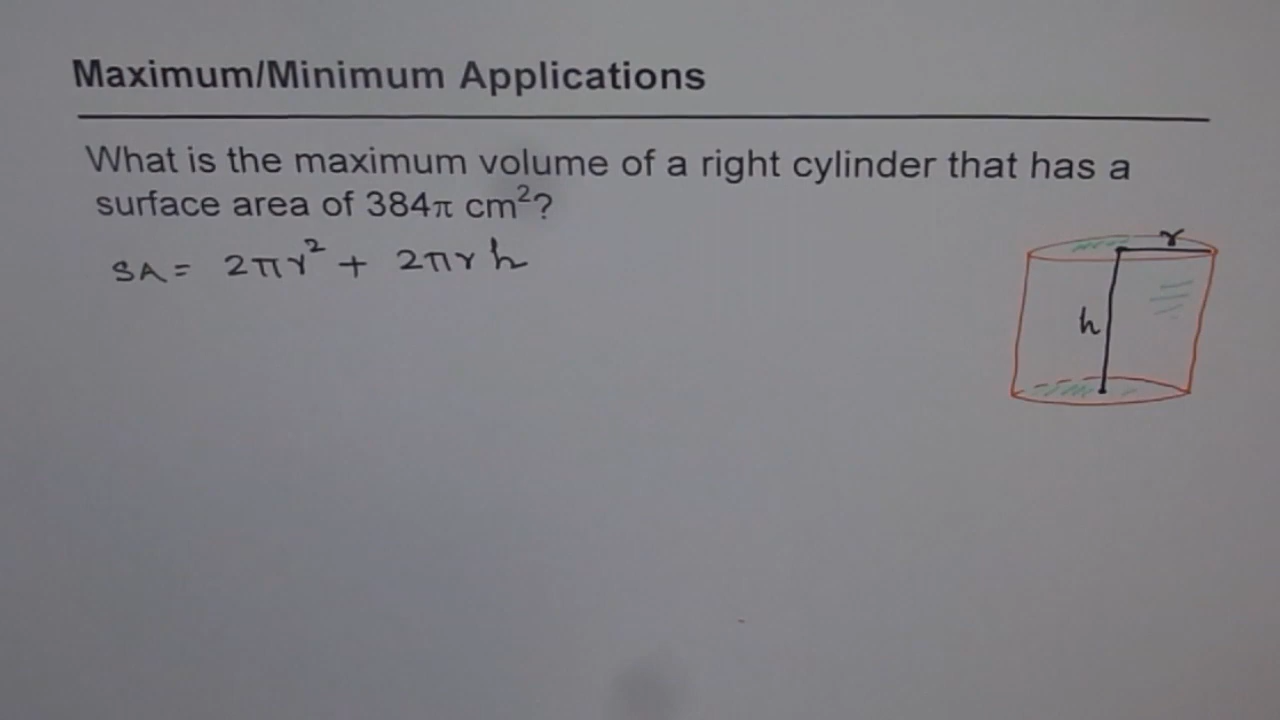 Maximum/Minimum Applications
What is the maximum volume of a right cylinder that has a
surface area of 384π cm²?
SA = 2πr² + 2πrh
r
h